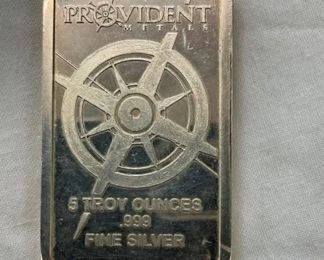 PROVIDENT
METALS
5 TROY OUNCES
.999
FINE SILVER